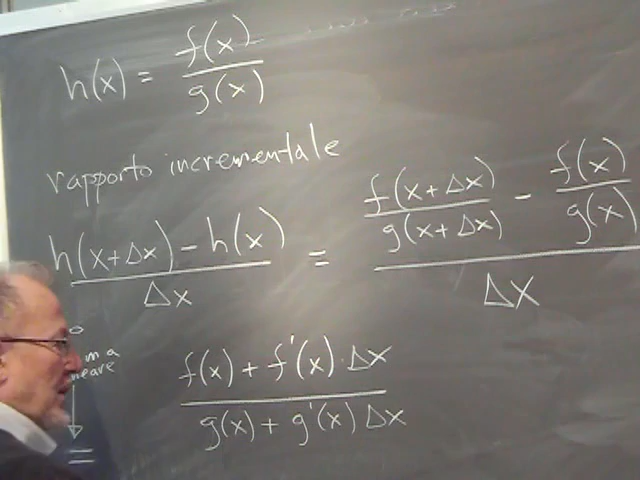 h(x) = f(x) / g(x)
rapporto incrementale
h(x+Δx) − h(x) / Δx = f(x+Δx) / g(x+Δx) − f(x) / g(x) / Δx
f(x) + f'(x)·Δx / g(x) + g'(x) Δx
=